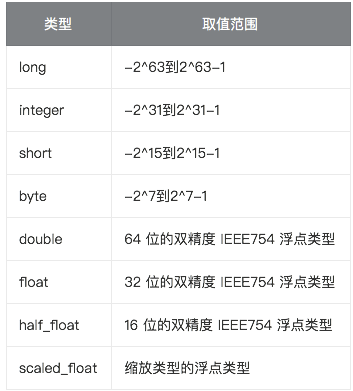 类型 取值范围
long -2^63到2^63-1
integer -2^31到2^31-1
short -2^15到2^15-1
byte -2^7到2^7-1
double 64 位的双精度 IEEE754 浮点类型
float 32 位的双精度 IEEE754 浮点类型
half_float 16 位的双精度 IEEE754 浮点类型
scaled_float 缩放类型的浮点类型